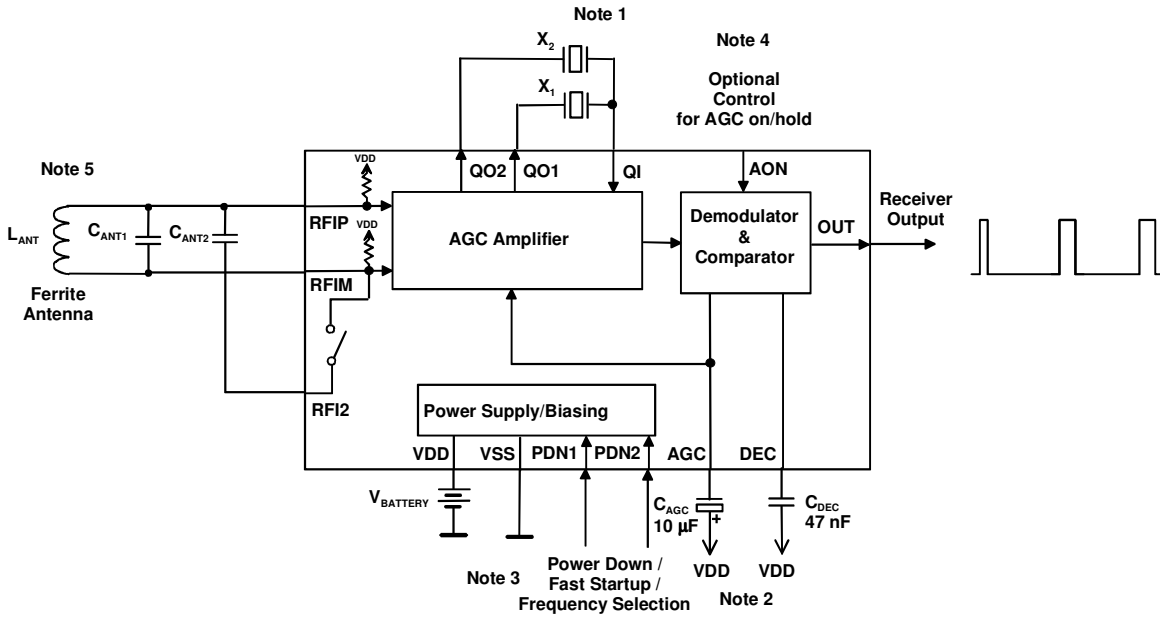 Note 1
X2
Note 4
X1
Optional
Control
for AGC on/hold
Note 5
VDD
QO2
QO1
QI
AON
Receiver
Output
LANT
CANT1
CANT2
RFIP
VDD
AGC Amplifier
Demodulator
&
Comparator
OUT
Ferrite
Antenna
RFIM
RFI2
Power Supply/Biasing
VDD
VSS
PDN1
PDN2
AGC
DEC
VBATTERY
CAGC
10 µF
+
CDEC
47 nF
Note 3
Power Down /
Fast Startup /
Frequency Selection
VDD
VDD
Note 2